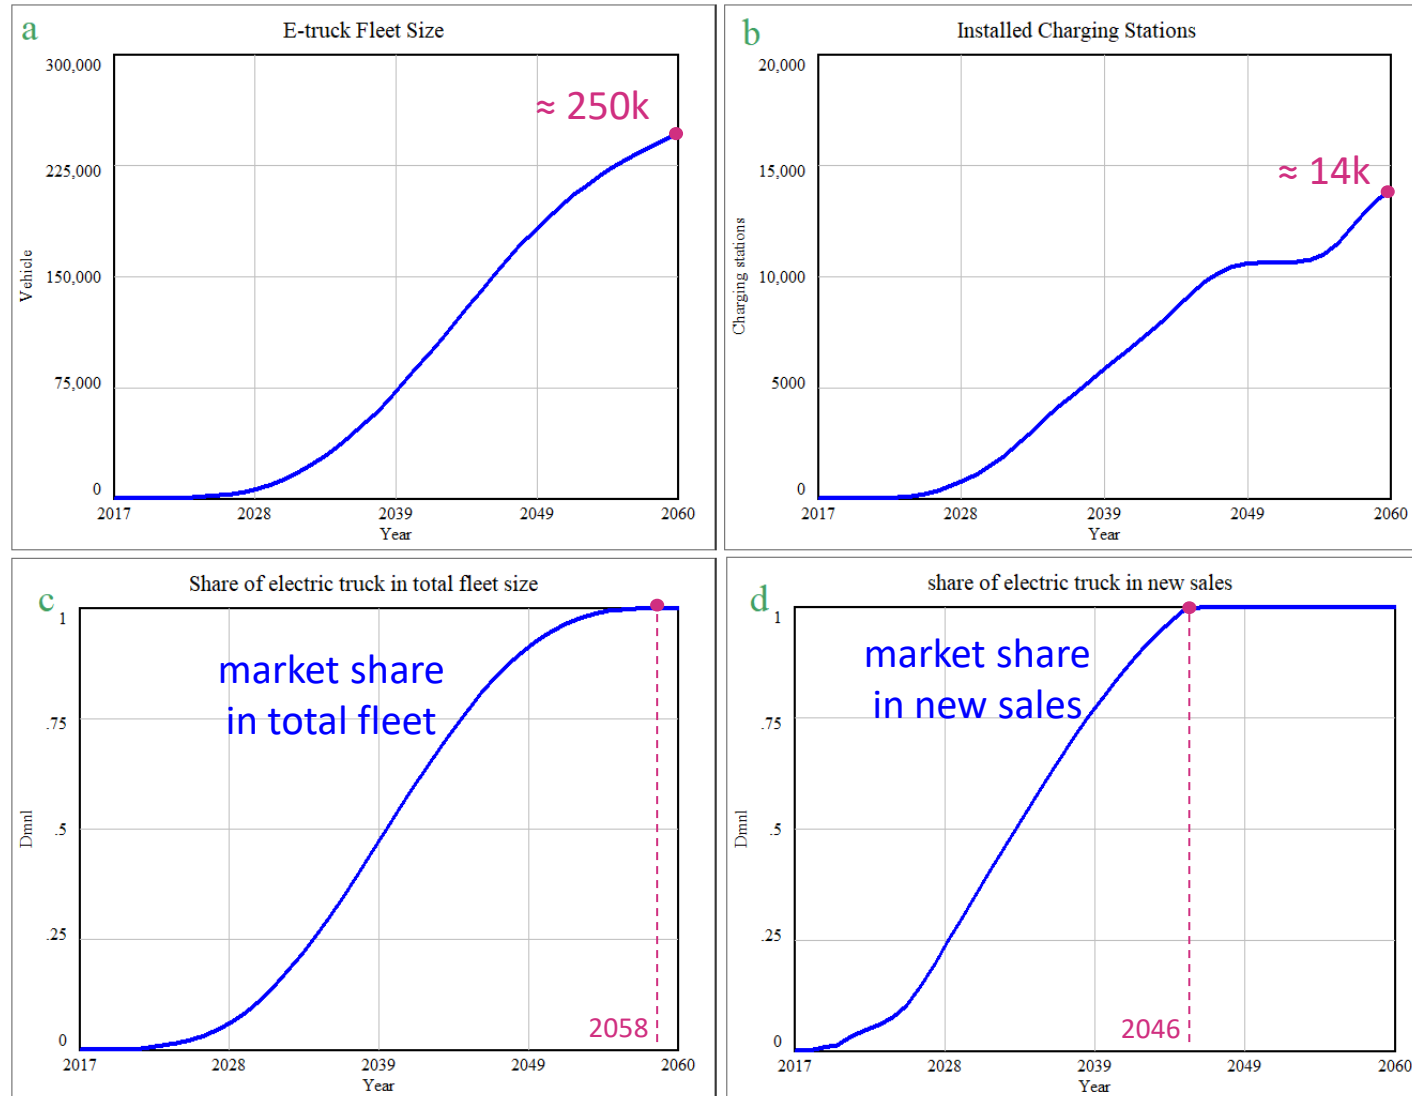 a
E-truck Fleet Size
300,000
225,000
150,000
75,000
0
Vehicle
≈ 250k
2017 2028 2039 2049 2060
Year
b
Installed Charging Stations
20,000
15,000
10,000
5000
0
Charging stations
≈ 14k
2017 2028 2039 2049 2060
Year
c
Share of electric truck in total fleet size
1
.75
.5
.25
0
Dmnl
market share
in total fleet
2058
2017 2028 2039 2049 2060
Year
d
share of electric truck in new sales
1
.75
.5
.25
0
Dmnl
market share
in new sales
2046
2017 2028 2039 2049 2060
Year